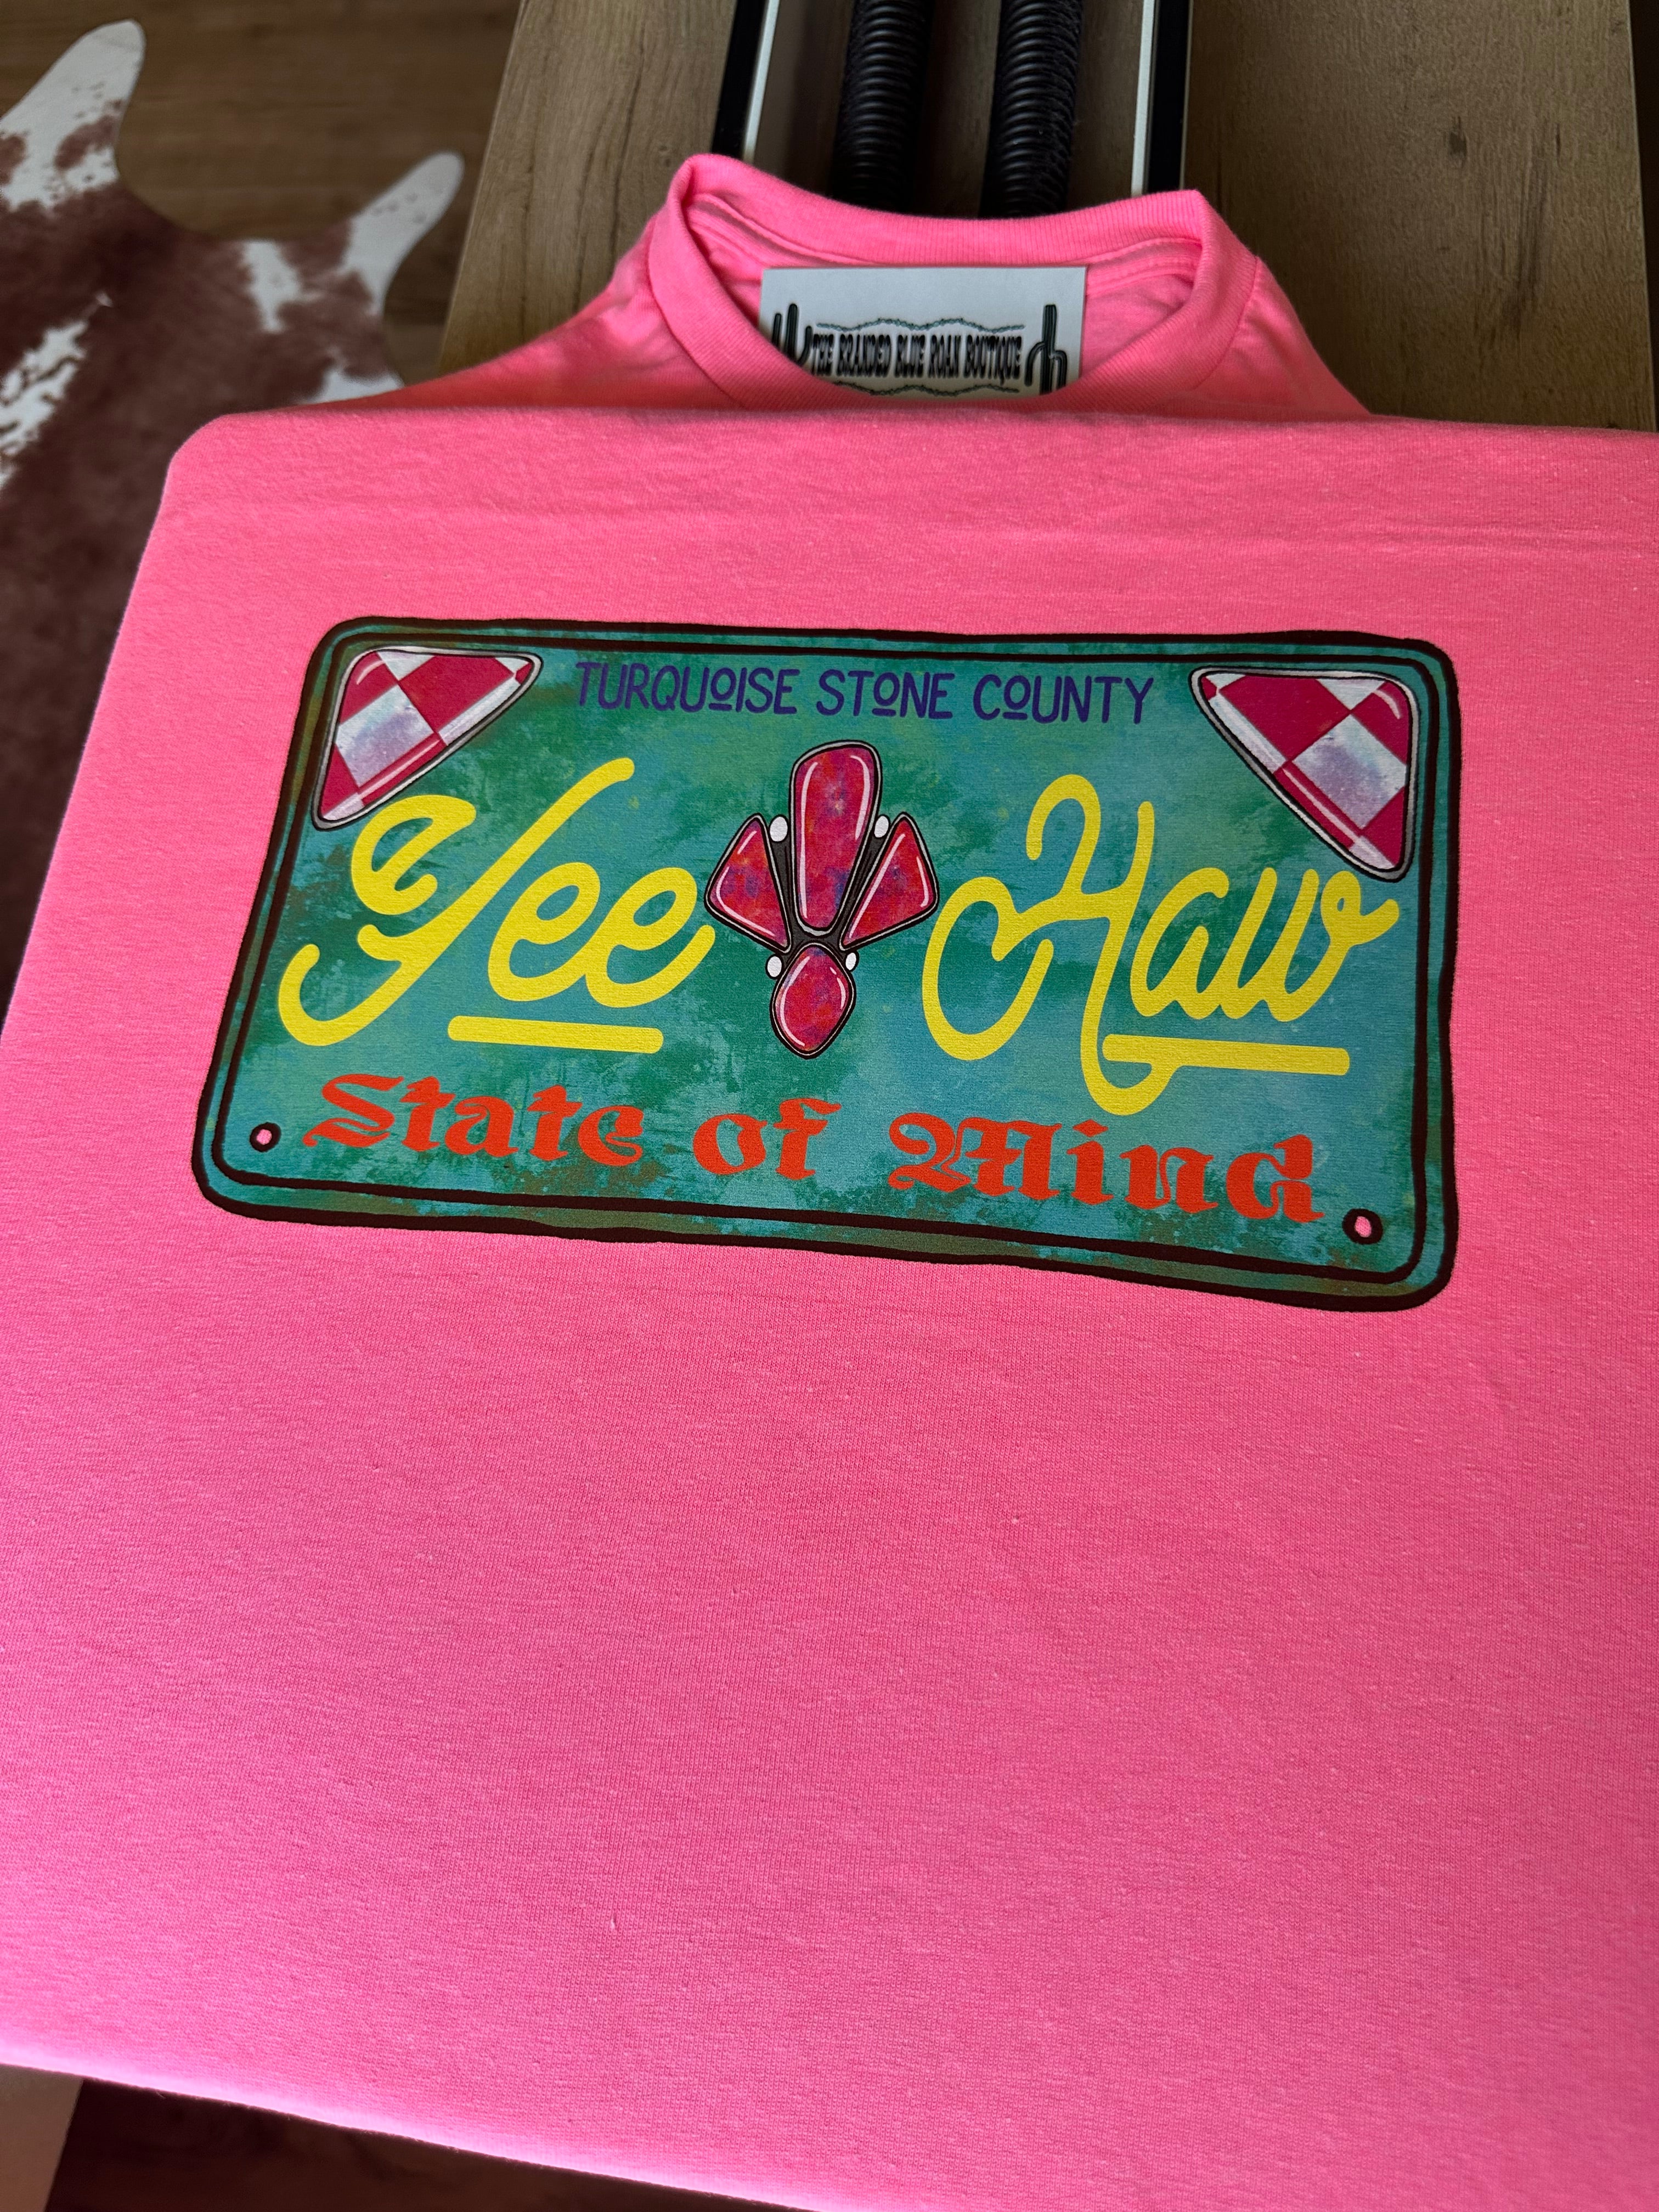 THE BRANDED BLUE ROAN BOUTIQUE
TURQUOISE STONE COUNTY
Yee Haw
State of Mind